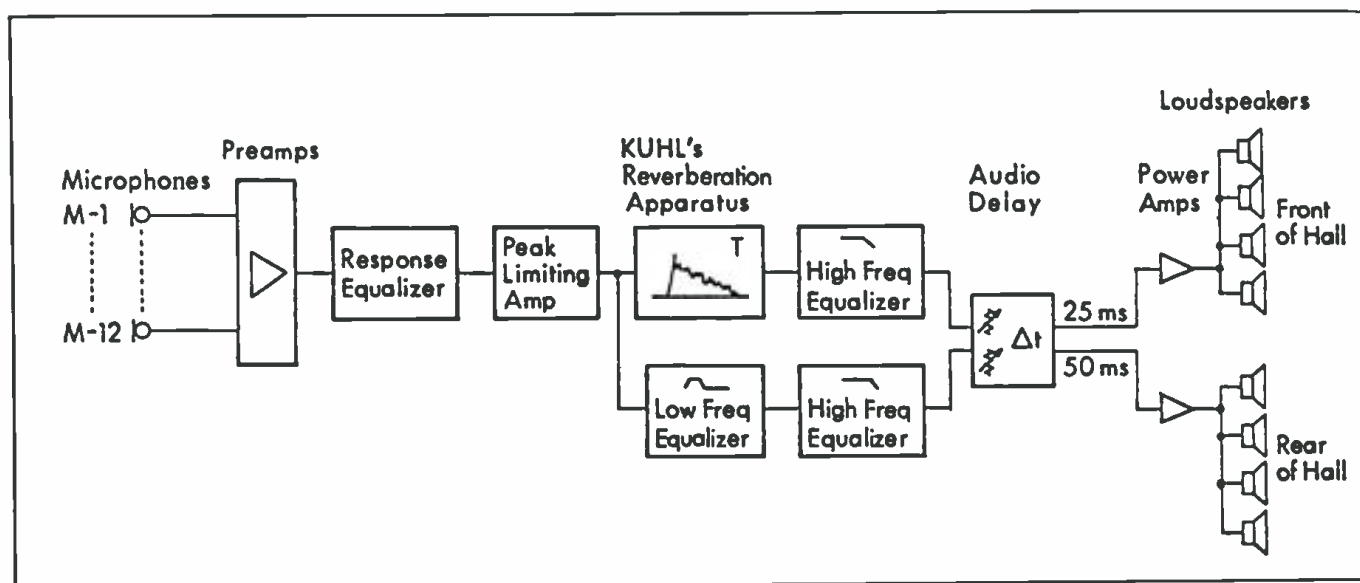 Loudspeakers
Preamps
KUHL's
Reverberation
Apparatus
Audio
Delay
Power
Amps
Microphones
M-1
M-12
Front
of Hall
Response
Equalizer
Peak
Limiting
Amp
T
High Freq
Equalizer
Δt
25 ms
50 ms
Low Freq
Equalizer
High Freq
Equalizer
Rear
of Hall